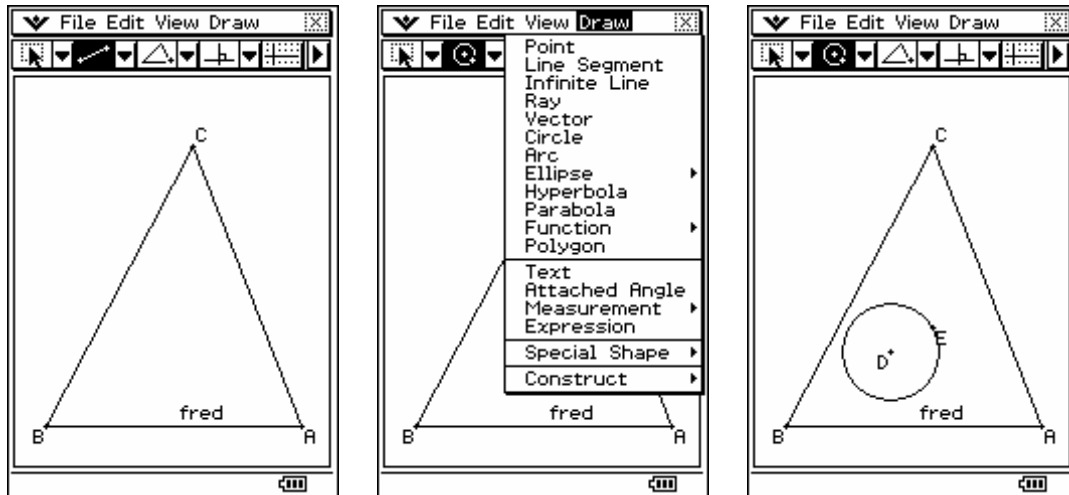 File Edit View Draw
C
fred
B
A
File Edit View Draw
Point
Line Segment
Infinite Line
Ray
Vector
Circle
Arc
Ellipse
Hyperbola
Parabola
Function
Polygon
Text
Attached Angle
Measurement
Expression
Special Shape
Construct
fred
B
A
File Edit View Draw
C
E
D
fred
B
A